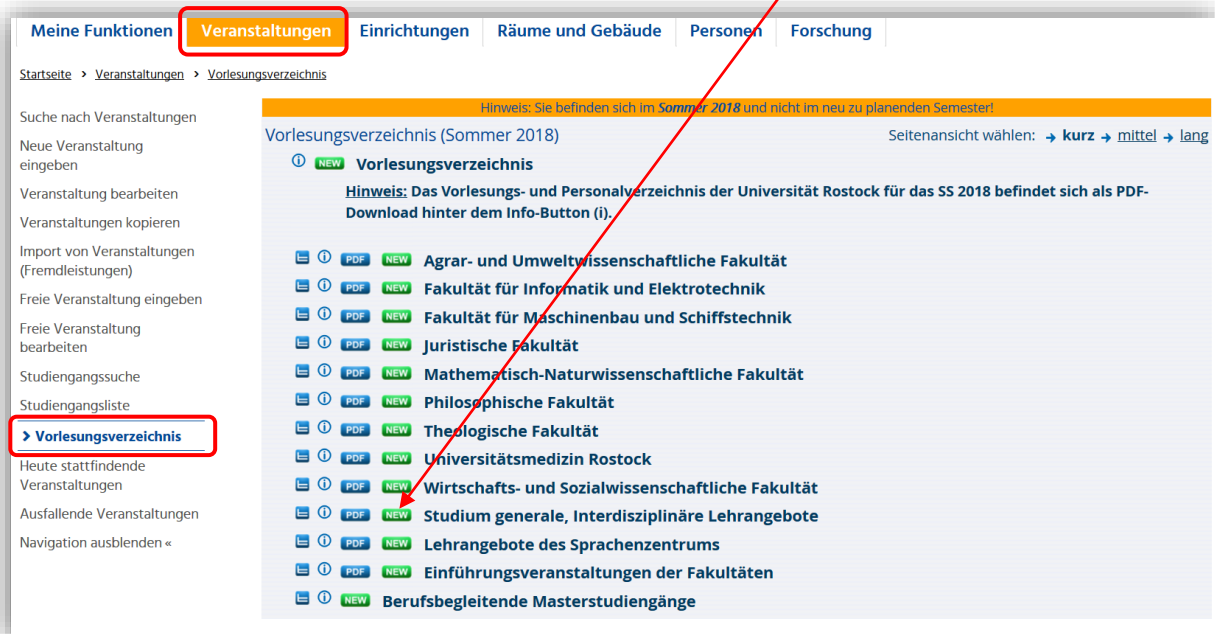 Meine Funktionen Veranstaltungen Einrichtungen Räume und Gebäude Personen Forschung
Startseite > Veranstaltungen > Vorlesungsverzeichnis
Suche nach Veranstaltungen
Neue Veranstaltung
eingeben
Veranstaltung bearbeiten
Veranstaltungen kopieren
Import von Veranstaltungen
(Fremdleistungen)
Freie Veranstaltung eingeben
Freie Veranstaltung
bearbeiten
Studiengangssuche
Studiengangsliste
> Vorlesungsverzeichnis
Heute stattfindende
Veranstaltungen
Ausfallende Veranstaltungen
Navigation ausblenden «
Hinweis: Sie befinden sich im Sommer 2018 und nicht im neu zu planenden Semester!
Vorlesungsverzeichnis (Sommer 2018) Seitenansicht wählen: → kurz → mittel → lang
i NEW Vorlesungsverzeichnis
Hinweis: Das Vorlesungs- und Personalverzeichnis der Universität Rostock für das SS 2018 befindet sich als PDF-
Download hinter dem Info-Button (i).
i PDF NEW Agrar- und Umweltwissenschaftliche Fakultät
i PDF NEW Fakultät für Informatik und Elektrotechnik
i PDF NEW Fakultät für Maschinenbau und Schiffstechnik
i PDF NEW Juristische Fakultät
i PDF NEW Mathematisch-Naturwissenschaftliche Fakultät
i PDF NEW Philosophische Fakultät
i PDF NEW Theologische Fakultät
i PDF NEW Universitätsmedizin Rostock
i PDF NEW Wirtschafts- und Sozialwissenschaftliche Fakultät
i PDF NEW Studium generale, Interdisziplinäre Lehrangebote
i PDF NEW Lehrangebote des Sprachenzentrums
i PDF NEW Einführungsveranstaltungen der Fakultäten
i NEW Berufsbegleitende Masterstudiengänge